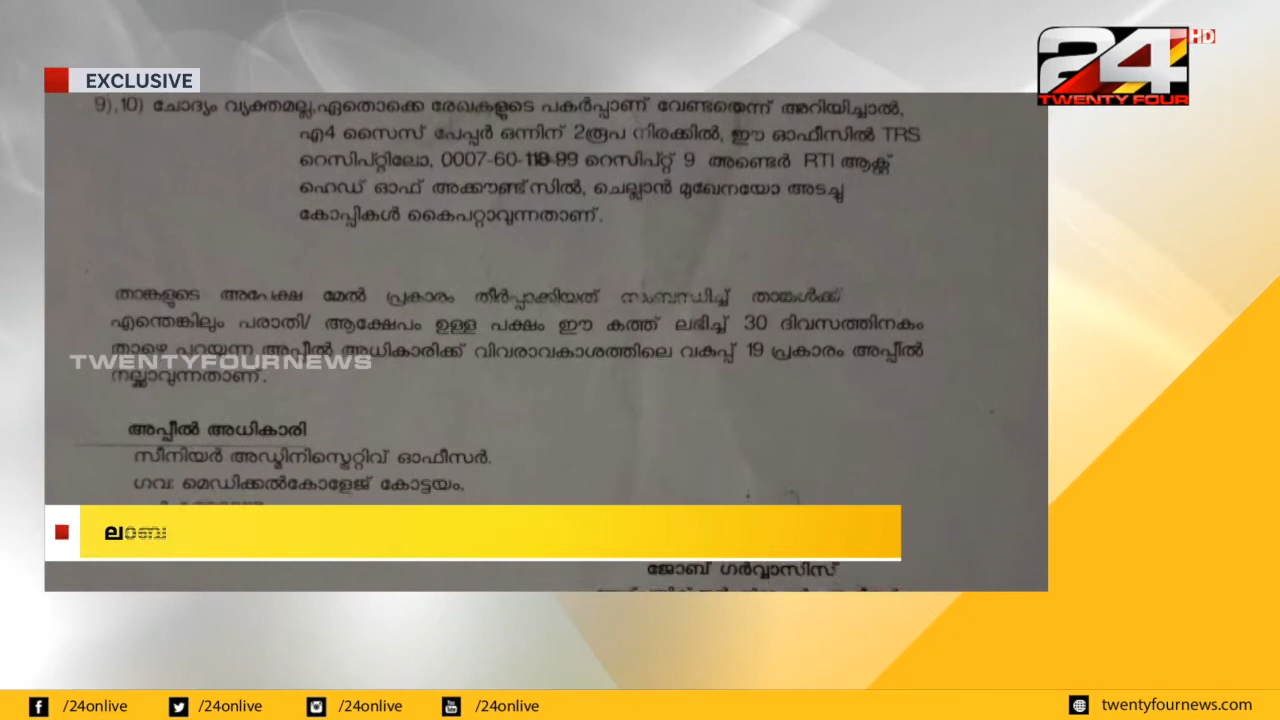 EXCLUSIVE
24 HD
TWENTY FOUR
9),10) ചോദ്യം വ്യക്തമല്ല,ഏതൊക്കെ രേഖകളുടെ പകർപ്പാണ് വേണ്ടതെന്ന് അറിയിച്ചാൽ,
എ4 സൈസ് പേപ്പർ ഒന്നിന് 2രൂപ നിരക്കിൽ, ഈ ഓഫീസിൽ TRS
റെസിപ്റ്റിലോ, 0007-60-118-99 റെസിപ്റ്റ് 9 അണ്ടെർ RTI ആക്റ്റ്
ഹെഡ് ഓഫ് അക്കൗണ്ട്സിൽ, ചെല്ലാൻ മുഖേനയോ അടച്ചു
കോപ്പികൾ കൈപറ്റാവുന്നതാണ്.
താങ്കളുടെ അപേക്ഷ മേൽ പ്രകാരം തീർപ്പാക്കിയത് സംബന്ധിച്ച് താങ്കൾക്ക്
എന്തെങ്കിലും പരാതി/ ആക്ഷേപം ഉള്ള പക്ഷം ഈ കത്ത് ലഭിച്ച് 30 ദിവസത്തിനകം
താഴെ പറയുന്ന അപ്പീൽ അധികാരിക്ക് വിവരാവകാശത്തിലെ വകുപ്പ് 19 പ്രകാരം അപ്പീൽ
TWENTYFOURNEWS
നല്കാവുന്നതാണ്.
അപ്പീൽ അധികാരി
സീനിയർ അഡ്മിനിസ്ട്രേറ്റിവ് ഓഫീസർ.
ഗവ: മെഡിക്കൽകോളേജ് കോട്ടയം.
ജോബ് ഗർവ്വാസിസ്
/24onlive
/24onlive
/24onlive
/24onlive
twentyfournews.com